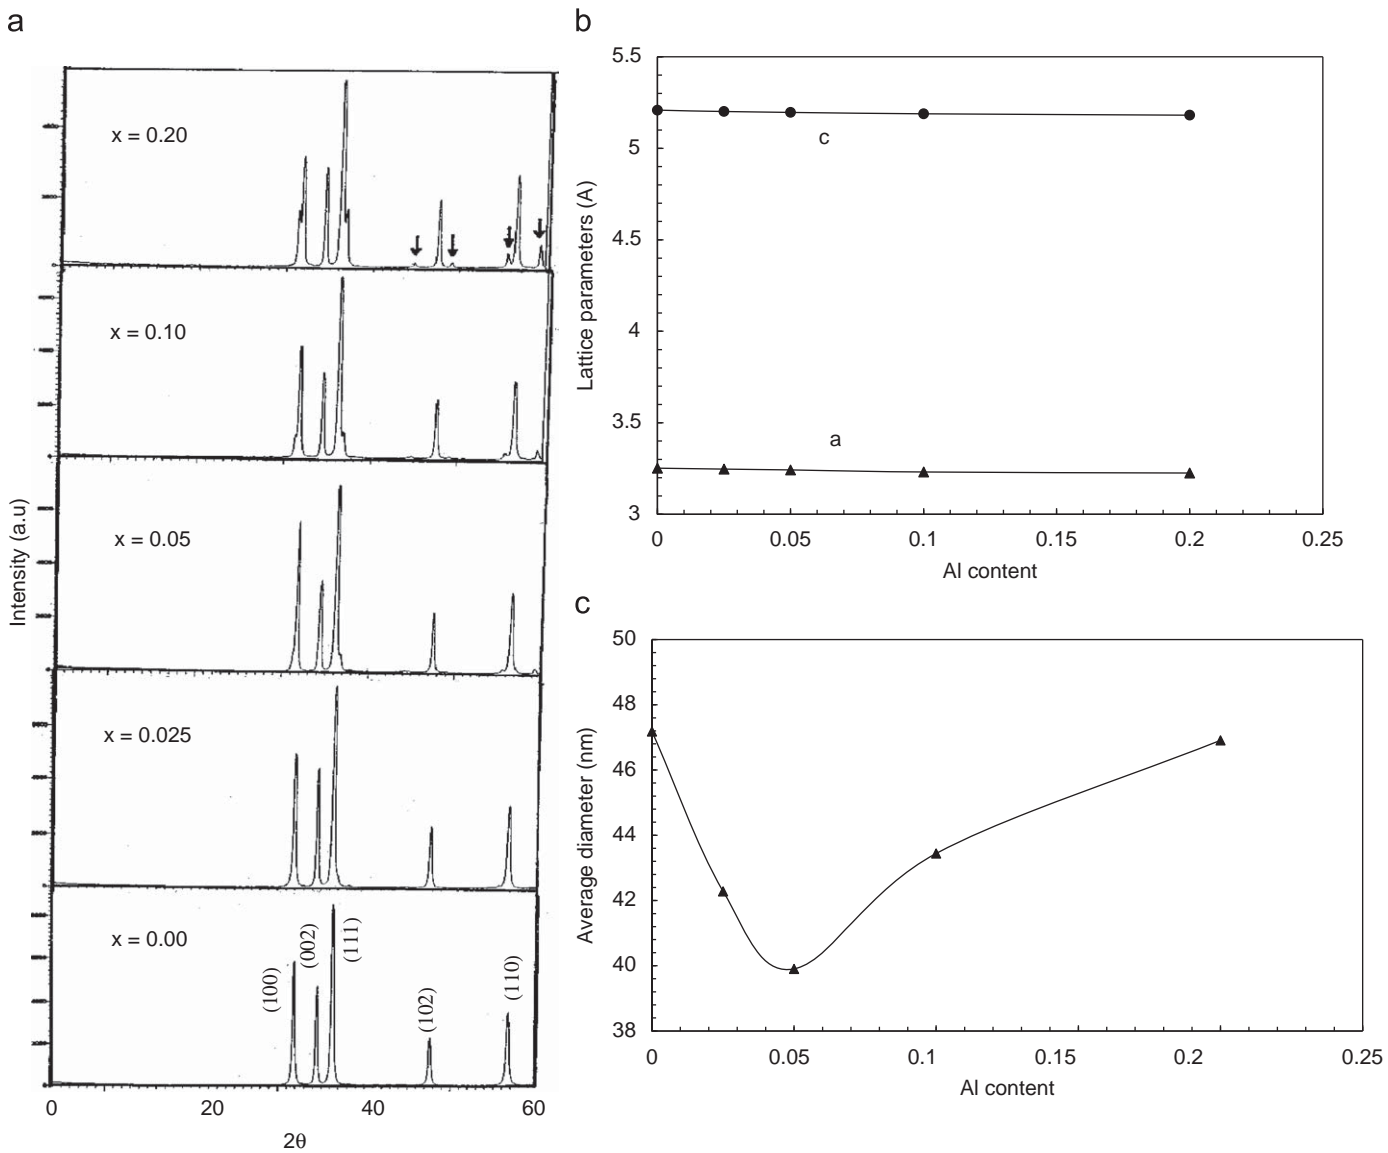 a
x = 0.20
x = 0.10
x = 0.05
x = 0.025
x = 0.00
(100)
(002)
(111)
(102)
(110)
Intensity (a.u)
0
20
40
60
2θ
b
5.5
5
4.5
4
3.5
3
c
a
Lattice parameters (A)
0
0.05
0.1
0.15
0.2
0.25
Al content
c
50
48
46
44
42
40
38
Average diameter (nm)
0
0.05
0.1
0.15
0.2
0.25
Al content